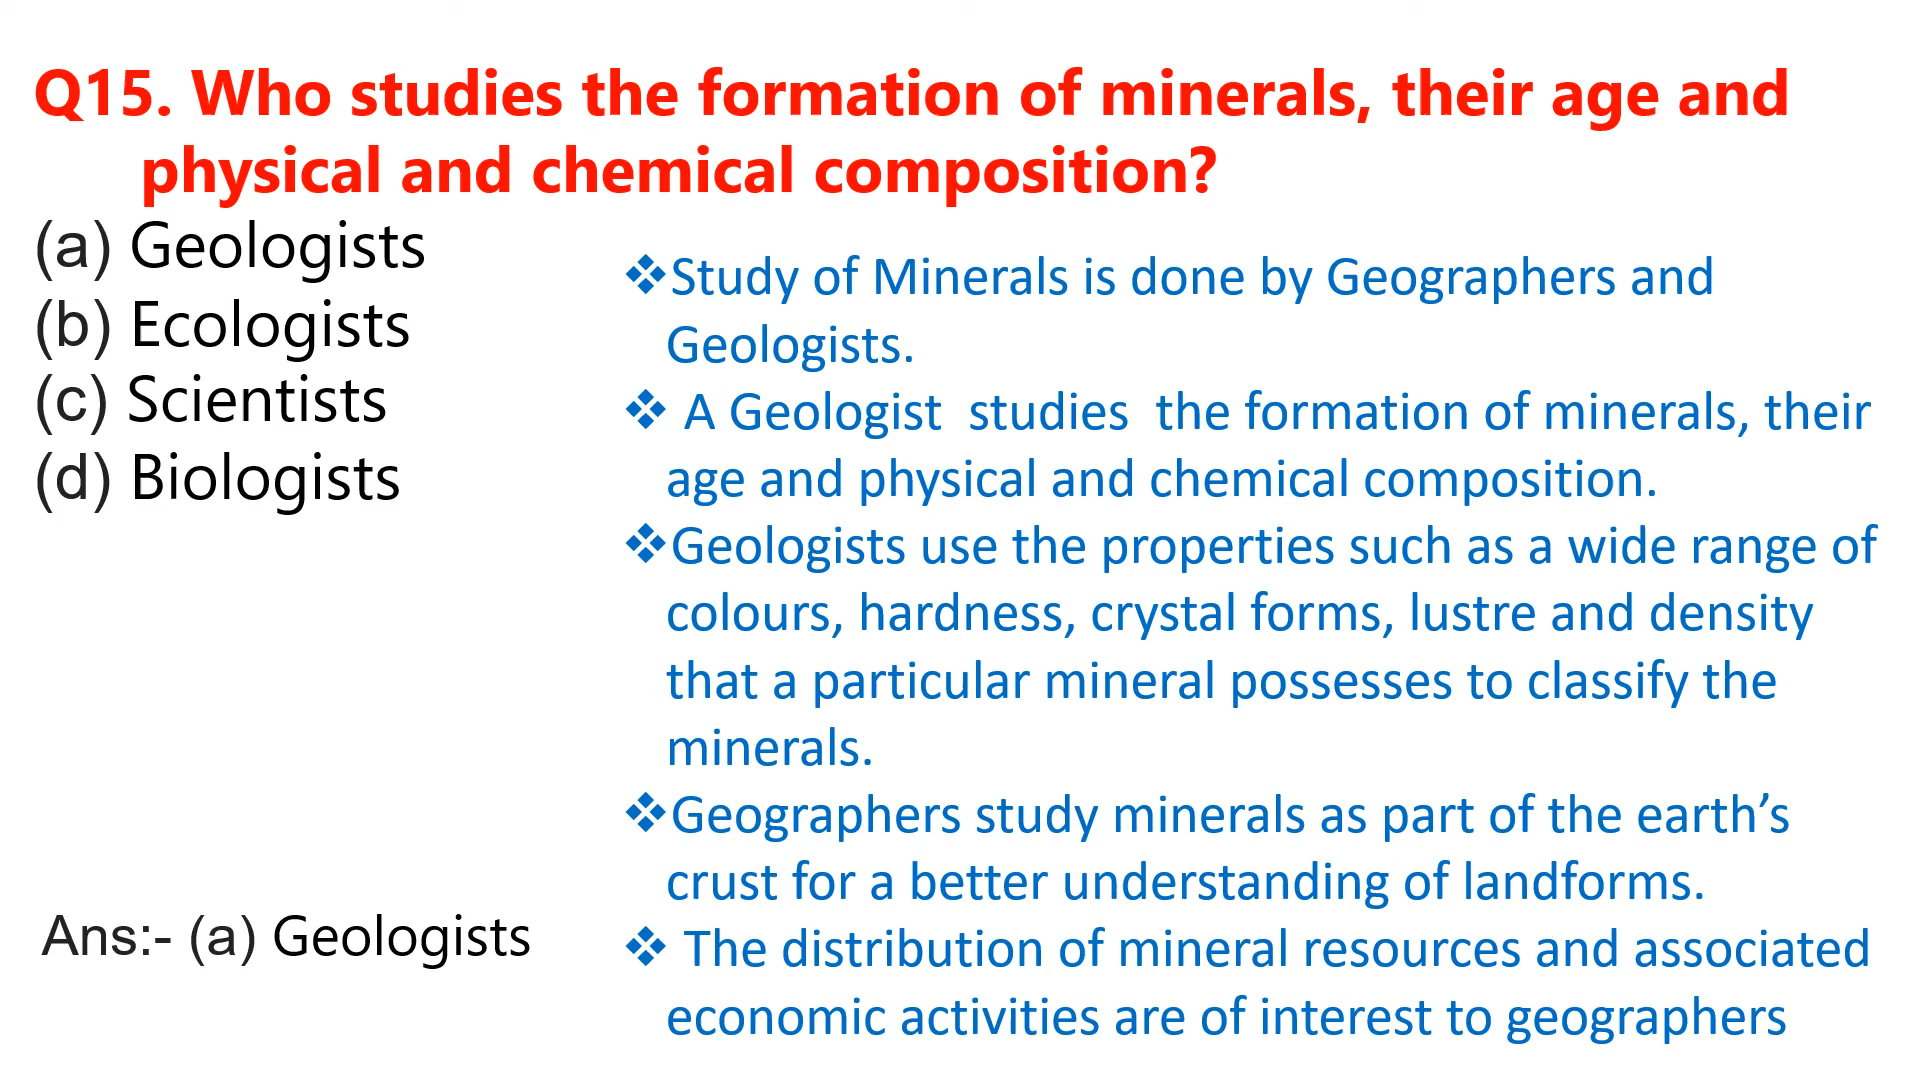 Q15. Who studies the formation of minerals, their age and
physical and chemical composition?
(a) Geologists
(b) Ecologists
(c) Scientists
(d) Biologists
❖Study of Minerals is done by Geographers and
Geologists.
❖ A Geologist studies the formation of minerals, their
age and physical and chemical composition.
❖Geologists use the properties such as a wide range of
colours, hardness, crystal forms, lustre and density
that a particular mineral possesses to classify the
minerals.
❖Geographers study minerals as part of the earth’s
crust for a better understanding of landforms.
❖ The distribution of mineral resources and associated
economic activities are of interest to geographers
Ans:- (a) Geologists